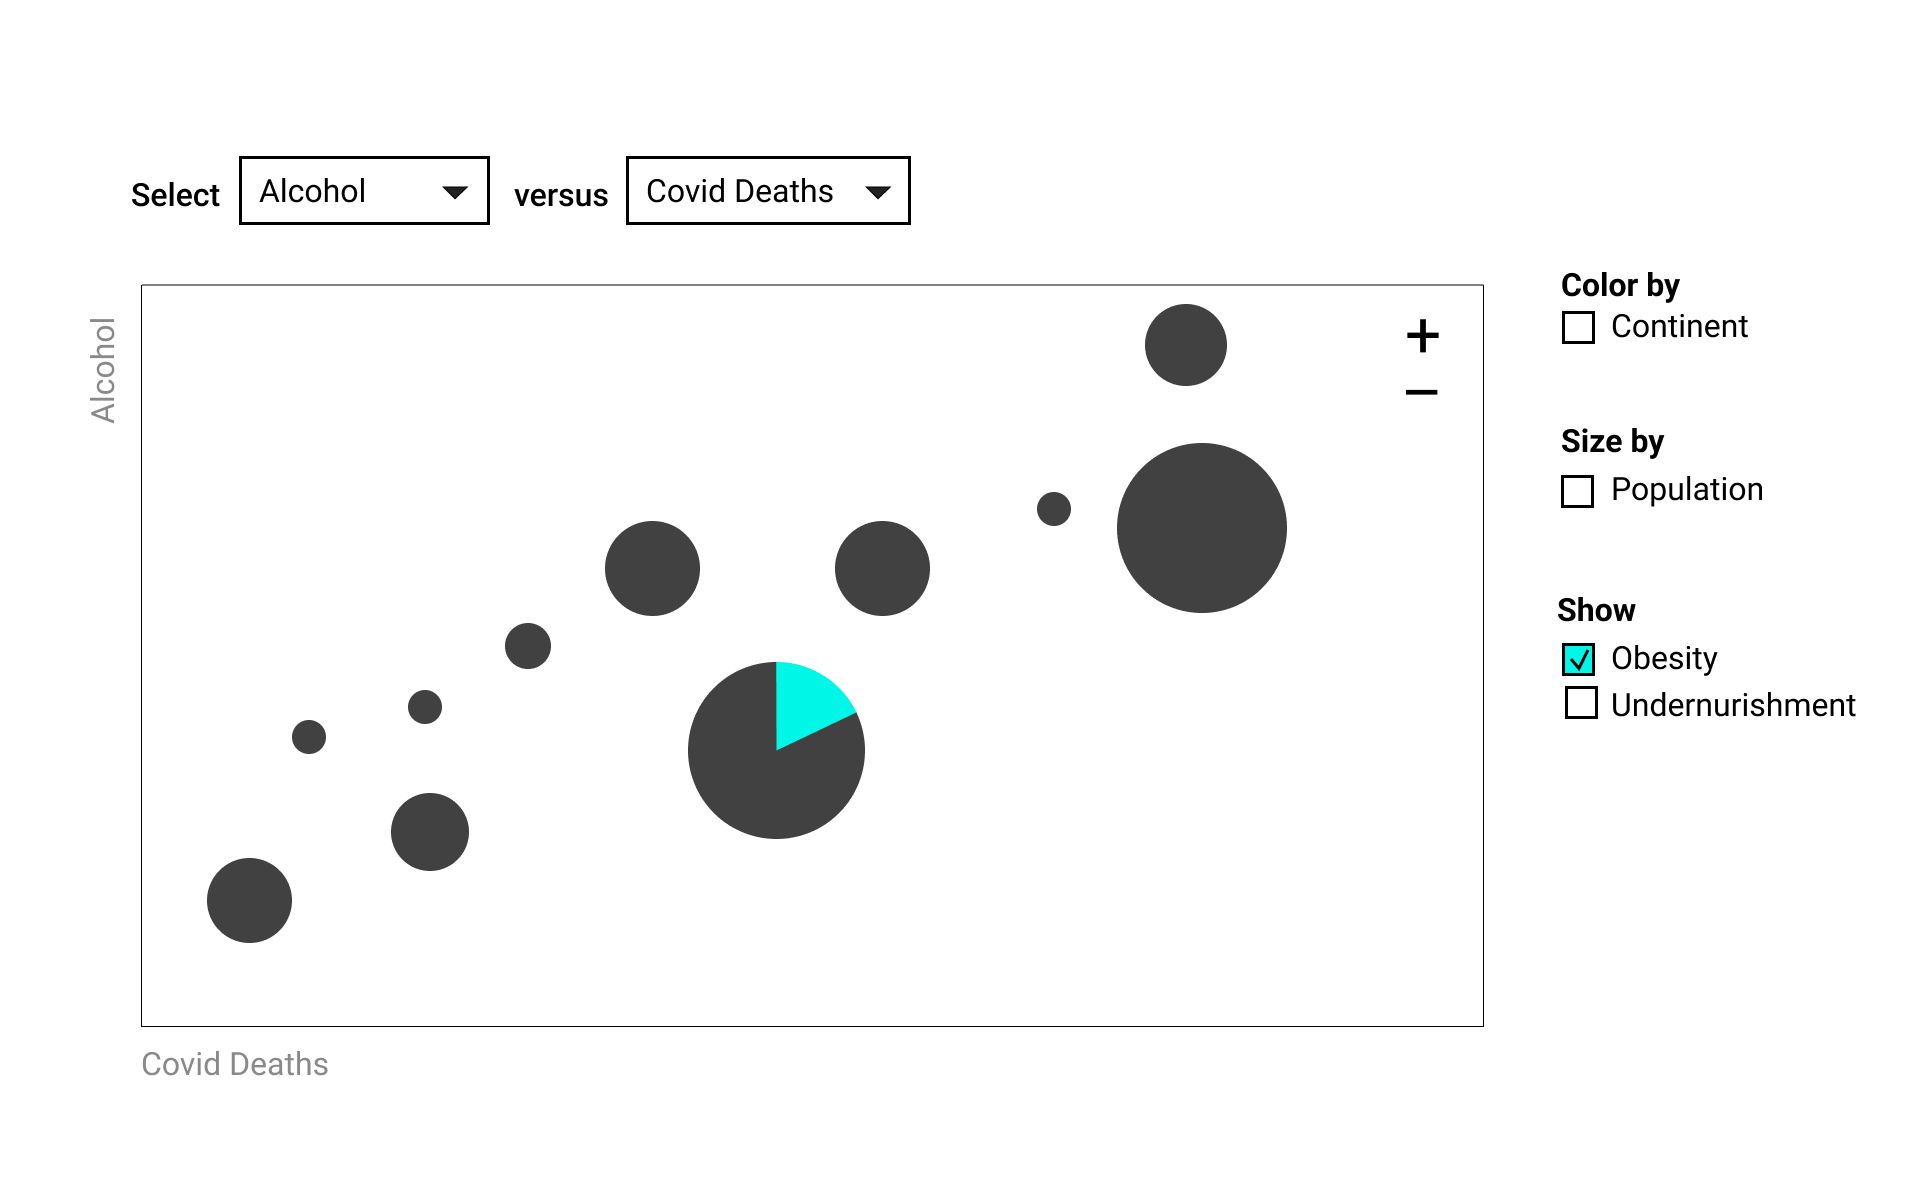 Select Alcohol versus Covid Deaths
Alcohol
+
−
Covid Deaths
Color by
Continent
Size by
Population
Show
Obesity
Undernurishment